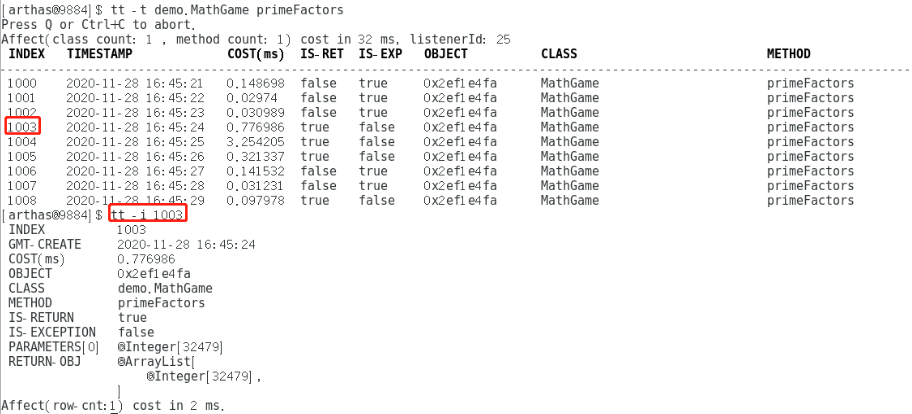 [arthas@9884]$ tt -t demo.MathGame primeFactors
Press Q or Ctrl+C to abort.
Affect(class count: 1 , method count: 1) cost in 32 ms, listenerId: 25
INDEX TIMESTAMP COST(ms) IS-RET IS-EXP OBJECT CLASS METHOD
1000 2020-11-28 16:45:21 0.148698 false true 0x2ef1e4fa MathGame primeFactors
1001 2020-11-28 16:45:22 0.02974 false true 0x2ef1e4fa MathGame primeFactors
1002 2020-11-28 16:45:23 0.030989 false true 0x2ef1e4fa MathGame primeFactors
1003 2020-11-28 16:45:24 0.776986 true false 0x2ef1e4fa MathGame primeFactors
1004 2020-11-28 16:45:25 3.254205 true false 0x2ef1e4fa MathGame primeFactors
1005 2020-11-28 16:45:26 0.321337 true false 0x2ef1e4fa MathGame primeFactors
1006 2020-11-28 16:45:27 0.141532 false true 0x2ef1e4fa MathGame primeFactors
1007 2020-11-28 16:45:28 0.031231 false true 0x2ef1e4fa MathGame primeFactors
1008 2020-11-28 16:45:29 0.097978 true false 0x2ef1e4fa MathGame primeFactors
[arthas@9884]$ tt -i 1003
INDEX 1003
GMT-CREATE 2020-11-28 16:45:24
COST(ms) 0.776986
OBJECT 0x2ef1e4fa
CLASS demo.MathGame
METHOD primeFactors
IS-RETURN true
IS-EXCEPTION false
PARAMETERS[0] @Integer[32479]
RETURN-OBJ @ArrayList[
@Integer[32479],
]
Affect(row-cnt:1) cost in 2 ms.